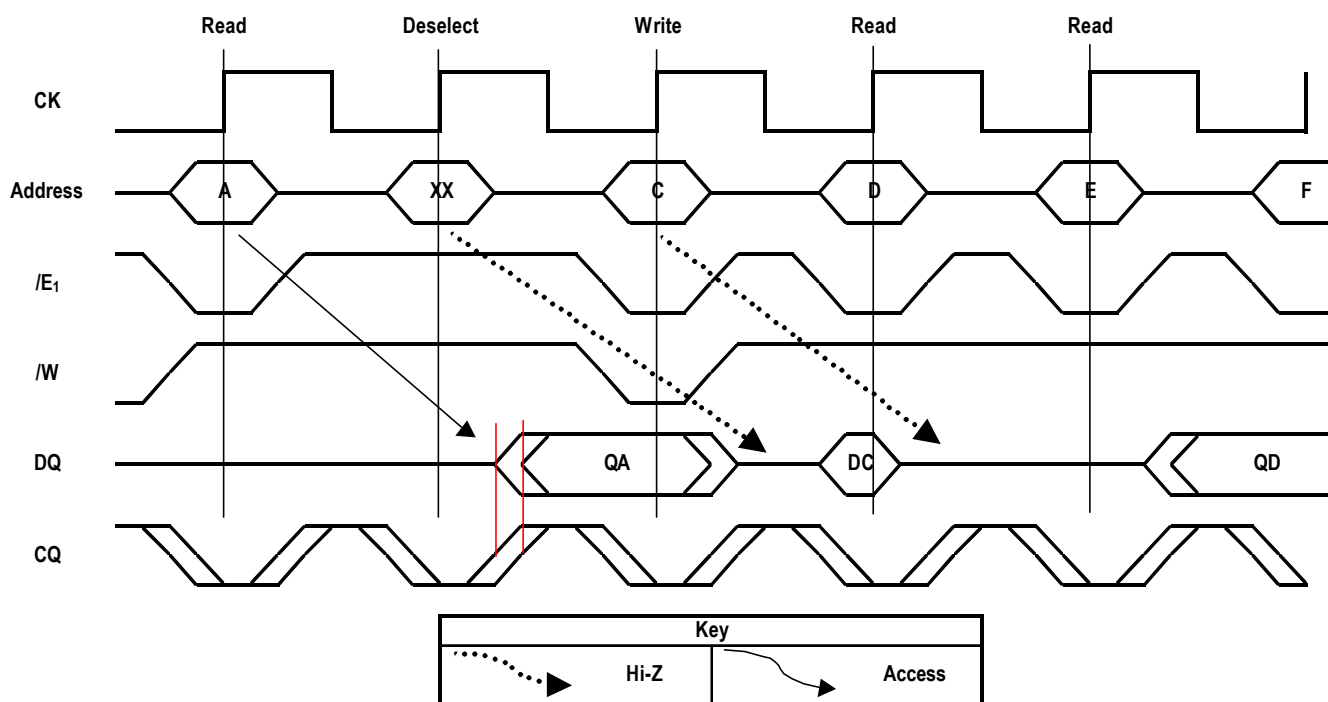 Read Deselect Write Read Read
CK
Address A XX C D E F
/E1
/W
DQ QA DC QD
CQ
Key
Hi-Z Access